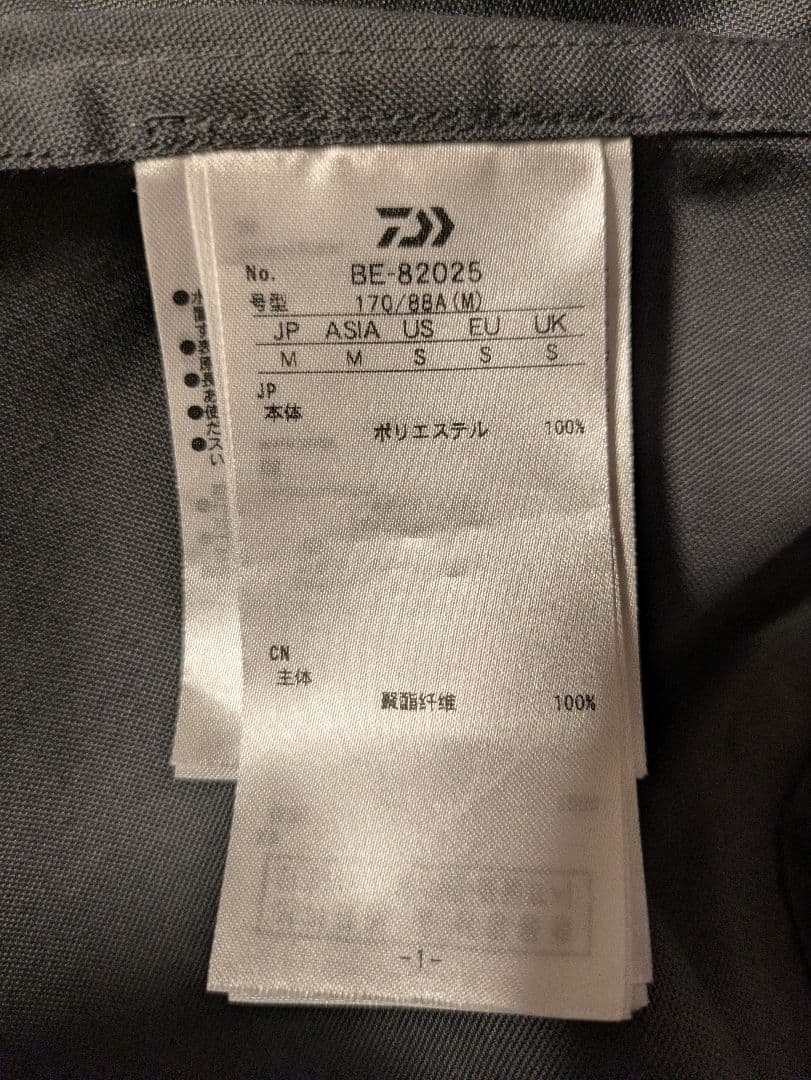 No. BE-82025
号型 170/88A(M)
JP ASIA US EU UK
M M S S S
JP
本体
ポリエステル 100%
CN
主体
聚酯纤维 100%
-1-